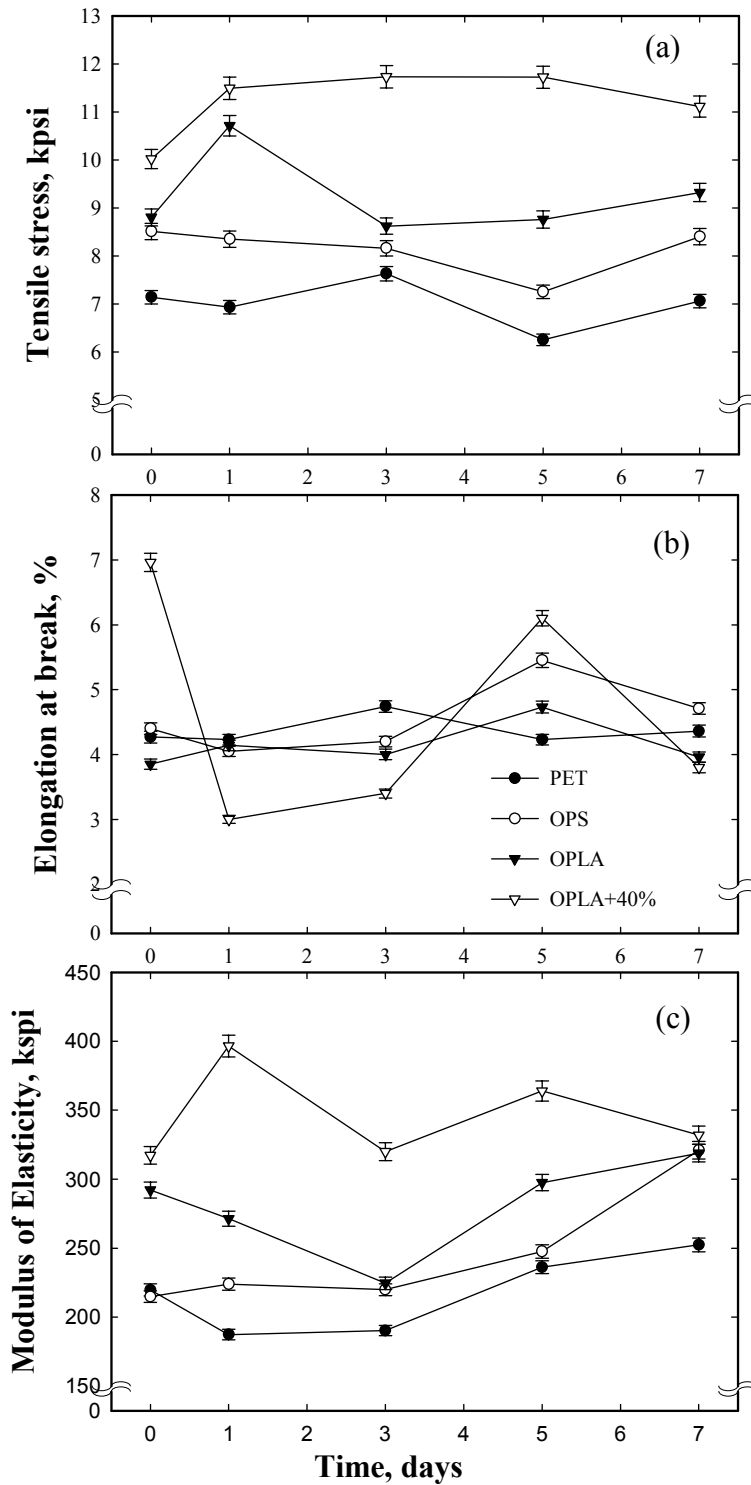 13
(a)
12
11
10
9
8
7
6
5
0
Tensile stress, kpsi
0 1 2 3 4 5 6 7
8
(b)
7
6
5
4
3
2
0
Elongation at break, %
PET
OPS
OPLA
OPLA+40%
0 1 2 3 4 5 6 7
450
(c)
400
350
300
250
200
150
0
Modulus of Elasticity, kspi
0 1 2 3 4 5 6 7
Time, days